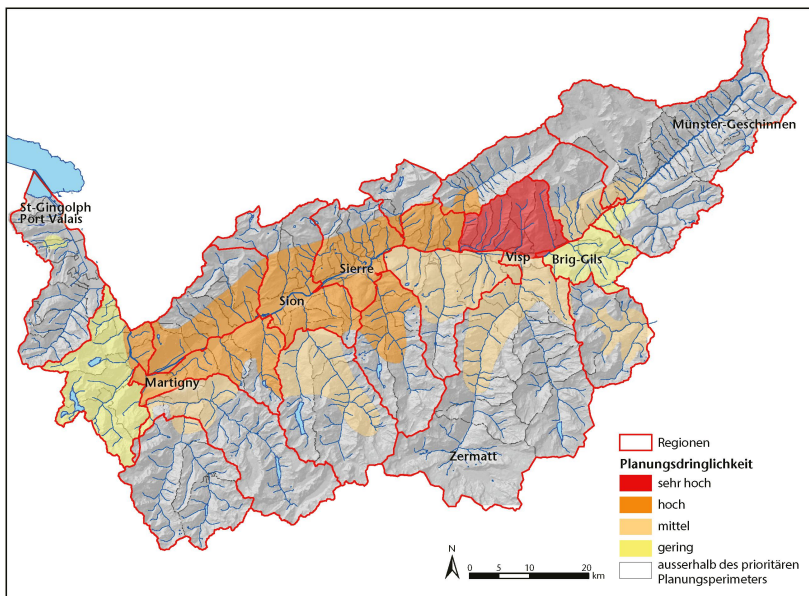 Münster-Geschinnen
St-Gingolph
Port Valais
Sierre
Visp
Brig-Gils
Sion
Martigny
Zermatt
Regionen
Planungsdringlichkeit
sehr hoch
hoch
mittel
gering
ausserhalb des prioritären
Planungsperimeters
N
0 5 10 20
km